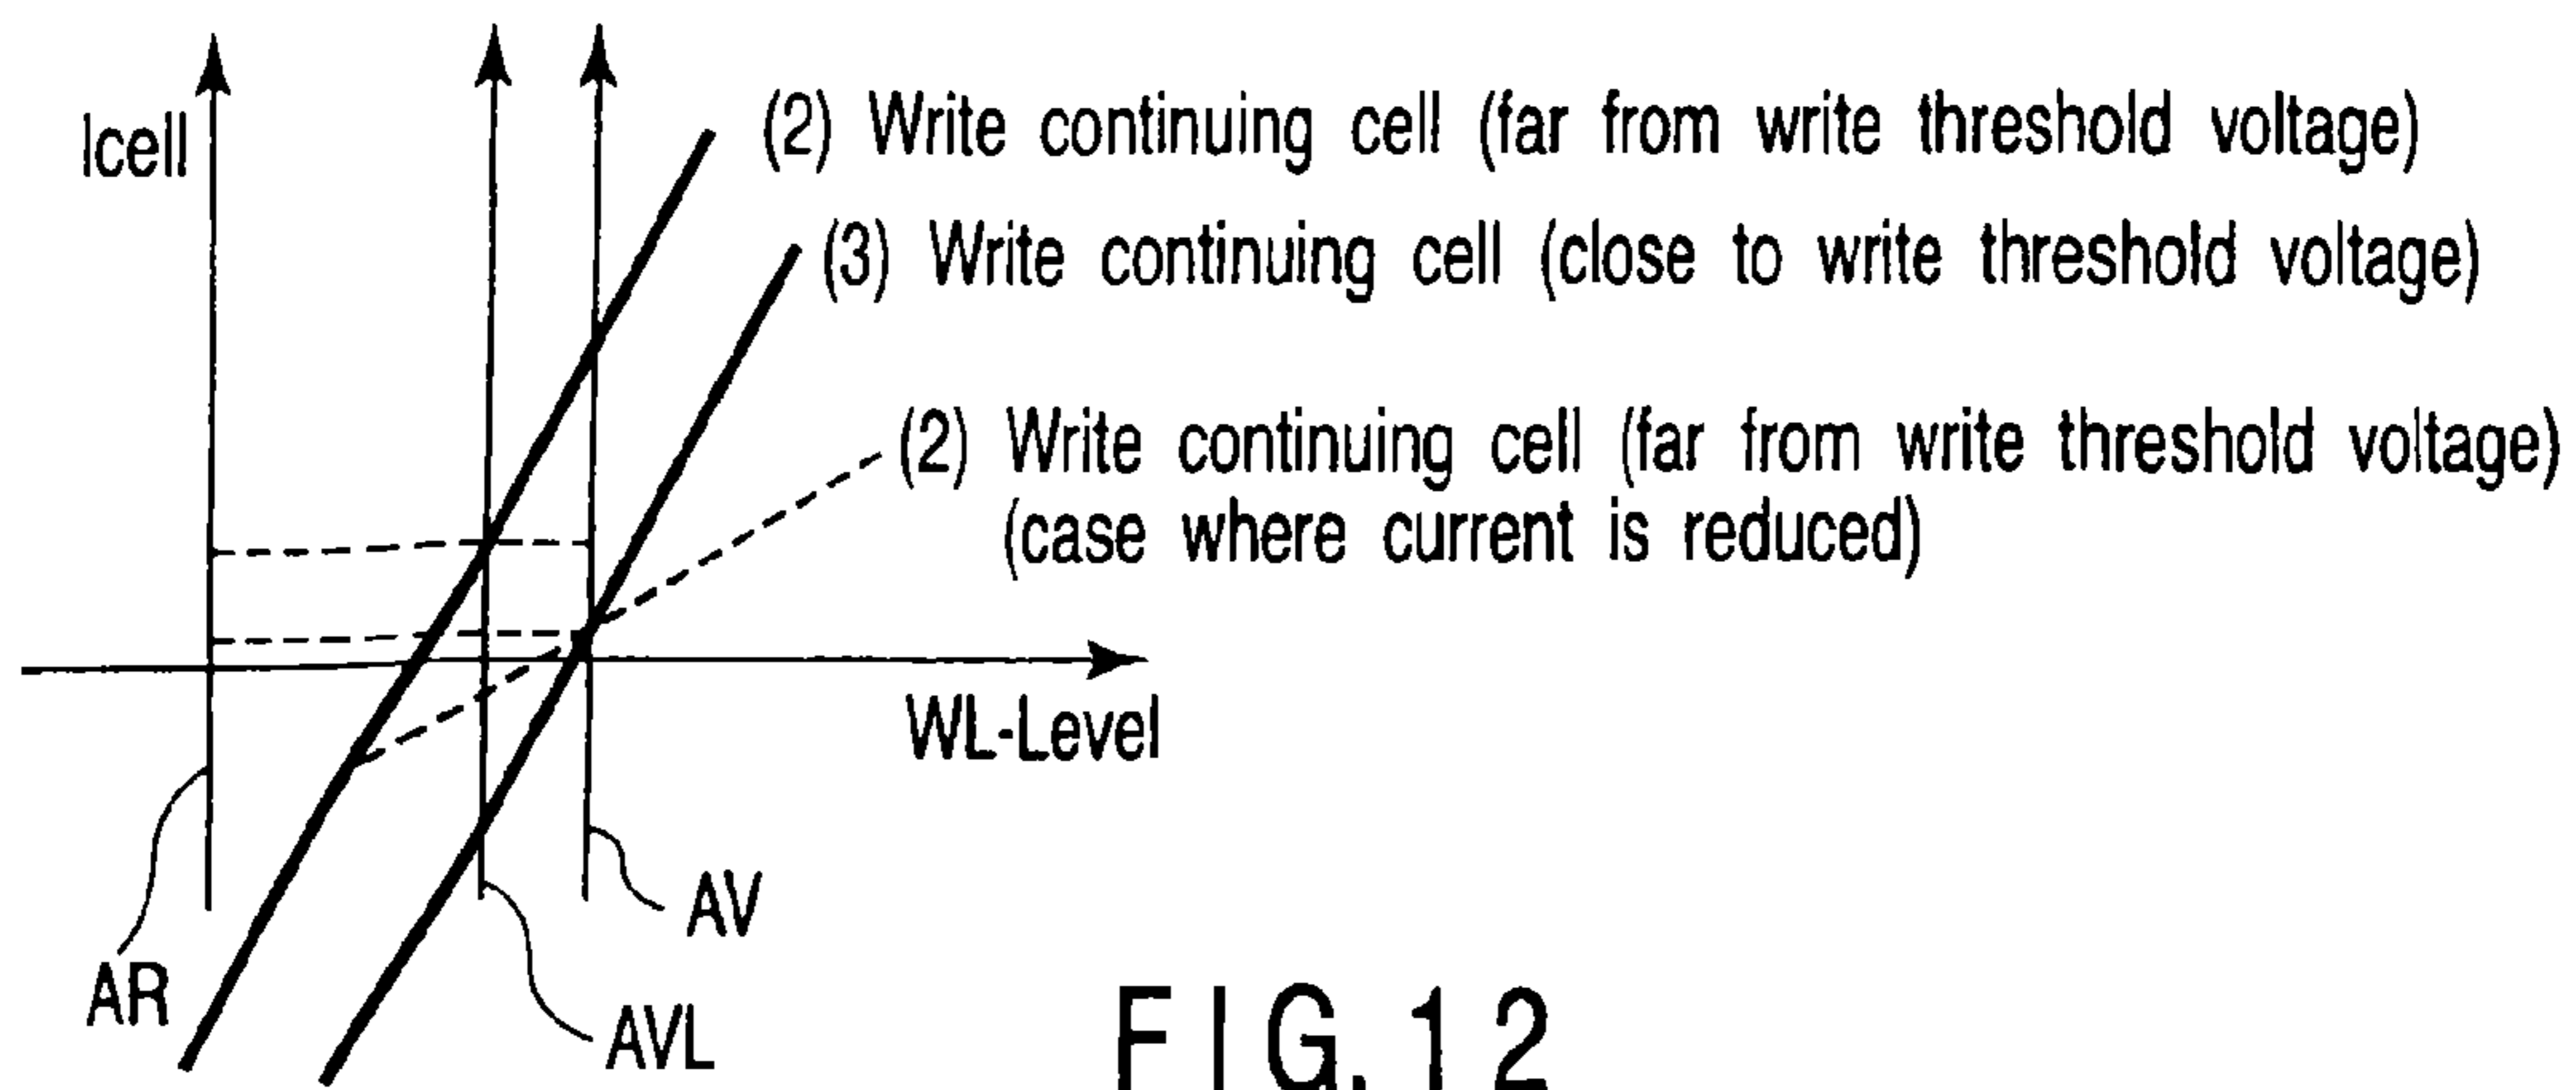 Icell
(2) Write continuing cell (far from write threshold voltage)
(3) Write continuing cell (close to write threshold voltage)
(2) Write continuing cell (far from write threshold voltage)
(case where current is reduced)
WL-Level
AV
AR
AVL
FIG. 12